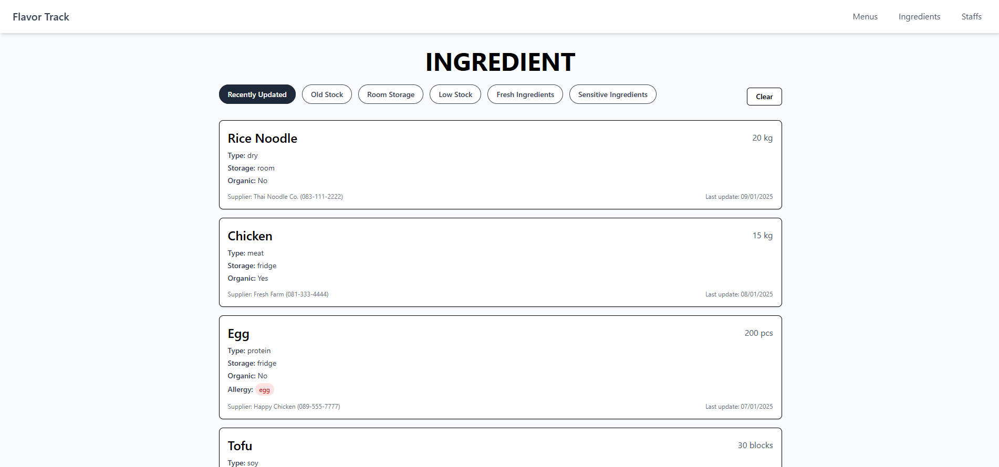 Flavor Track
Menus Ingredients Staffs
INGREDIENT
Recently Updated Old Stock Room Storage Low Stock Fresh Ingredients Sensitive Ingredients Clear
Rice Noodle 20 kg
Type: dry
Storage: room
Organic: No
Supplier: Thai Noodle Co. (083-111-2222) Last update: 09/01/2025
Chicken 15 kg
Type: meat
Storage: fridge
Organic: Yes
Supplier: Fresh Farm (081-333-4444) Last update: 08/01/2025
Egg 200 pcs
Type: protein
Storage: fridge
Organic: No
Allergy: egg
Supplier: Happy Chicken (089-555-7777) Last update: 07/01/2025
Tofu 30 blocks
Type: soy